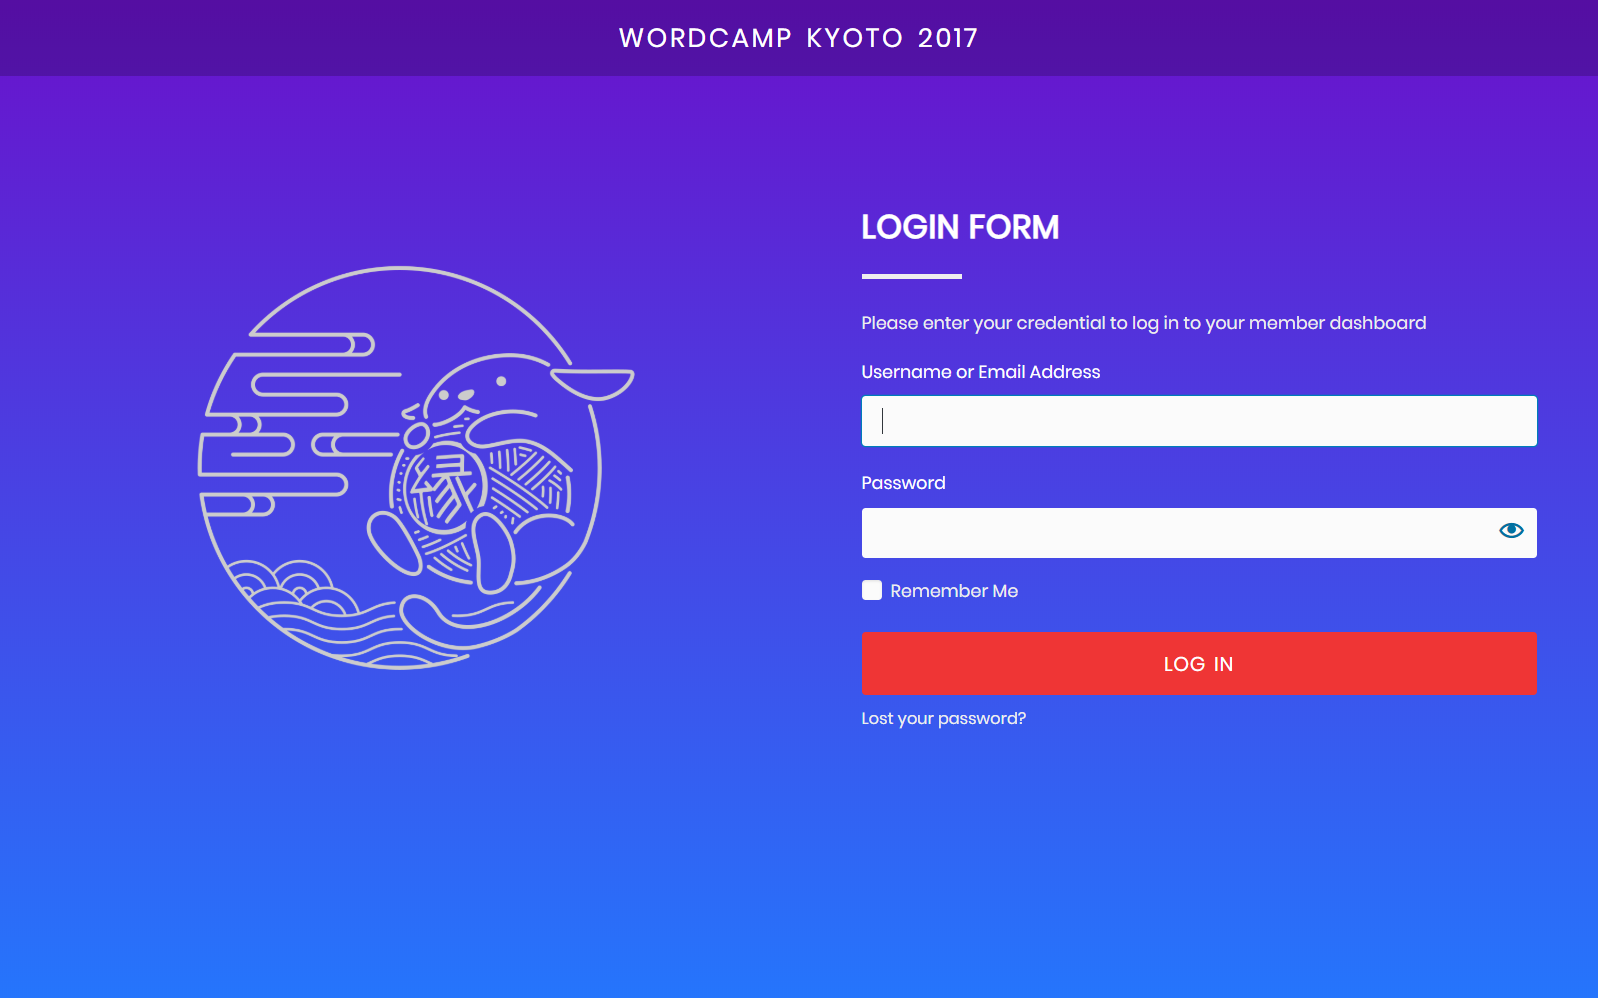 WORDCAMP KYOTO 2017
LOGIN FORM
Please enter your credential to log in to your member dashboard
Username or Email Address
Password
Remember Me
LOG IN
Lost your password?